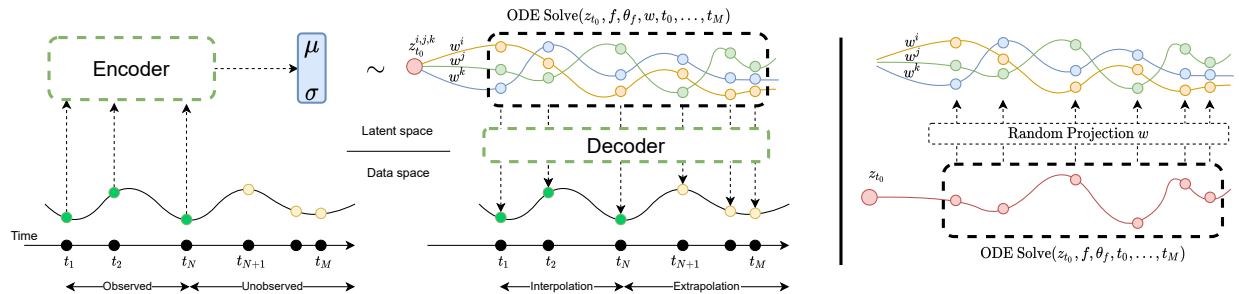 Encoder
μ
σ
∼
ODE Solve(z_{t_0}, f, θ_f, w, t_0, …, t_M)
z_{t_0}^{i,j,k}
w^i
w^j
w^k
Latent space
Data space
Decoder
Time
t_1 t_2 t_N t_{N+1} t_M
Observed Unobserved
t_1 t_2 t_N t_{N+1} t_M
Interpolation Extrapolation
w^i
w^j
w^k
Random Projection w
z_{t_0}
ODE Solve(z_{t_0}, f, θ_f, t_0, …, t_M)